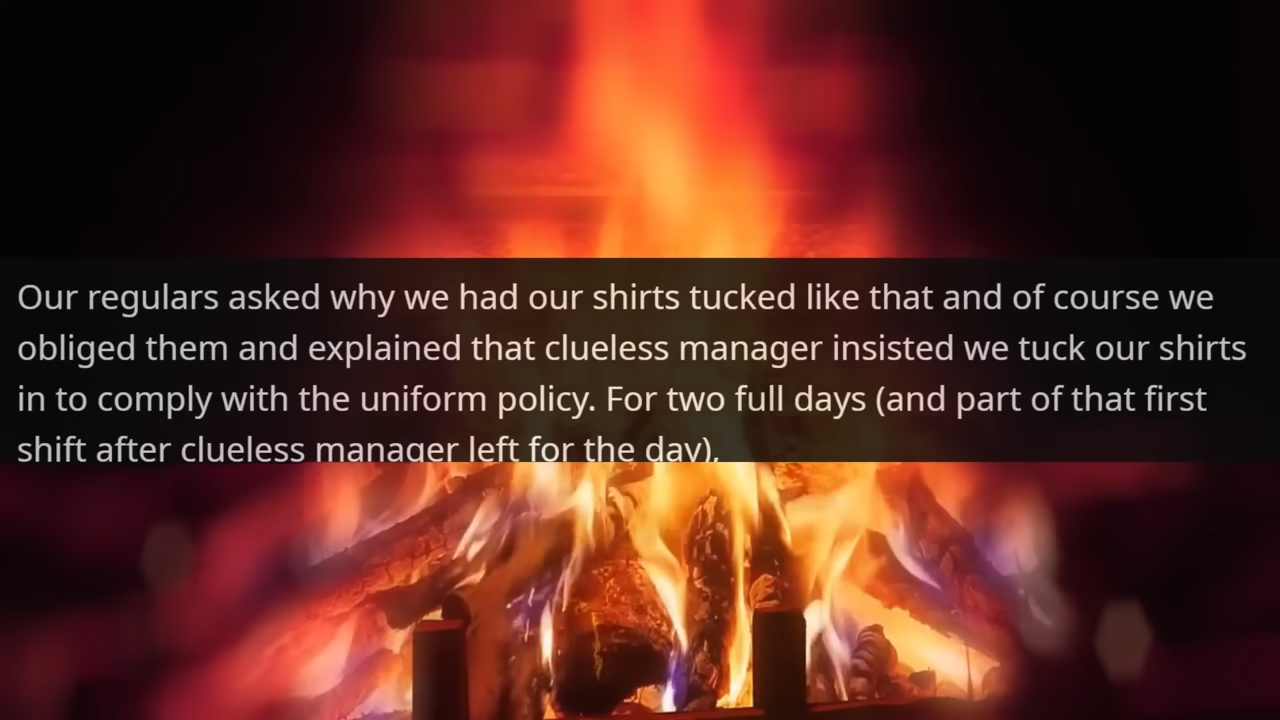 Our regulars asked why we had our shirts tucked like that and of course we
obliged them and explained that clueless manager insisted we tuck our shirts
in to comply with the uniform policy. For two full days (and part of that first
shift after clueless manager left for the day),